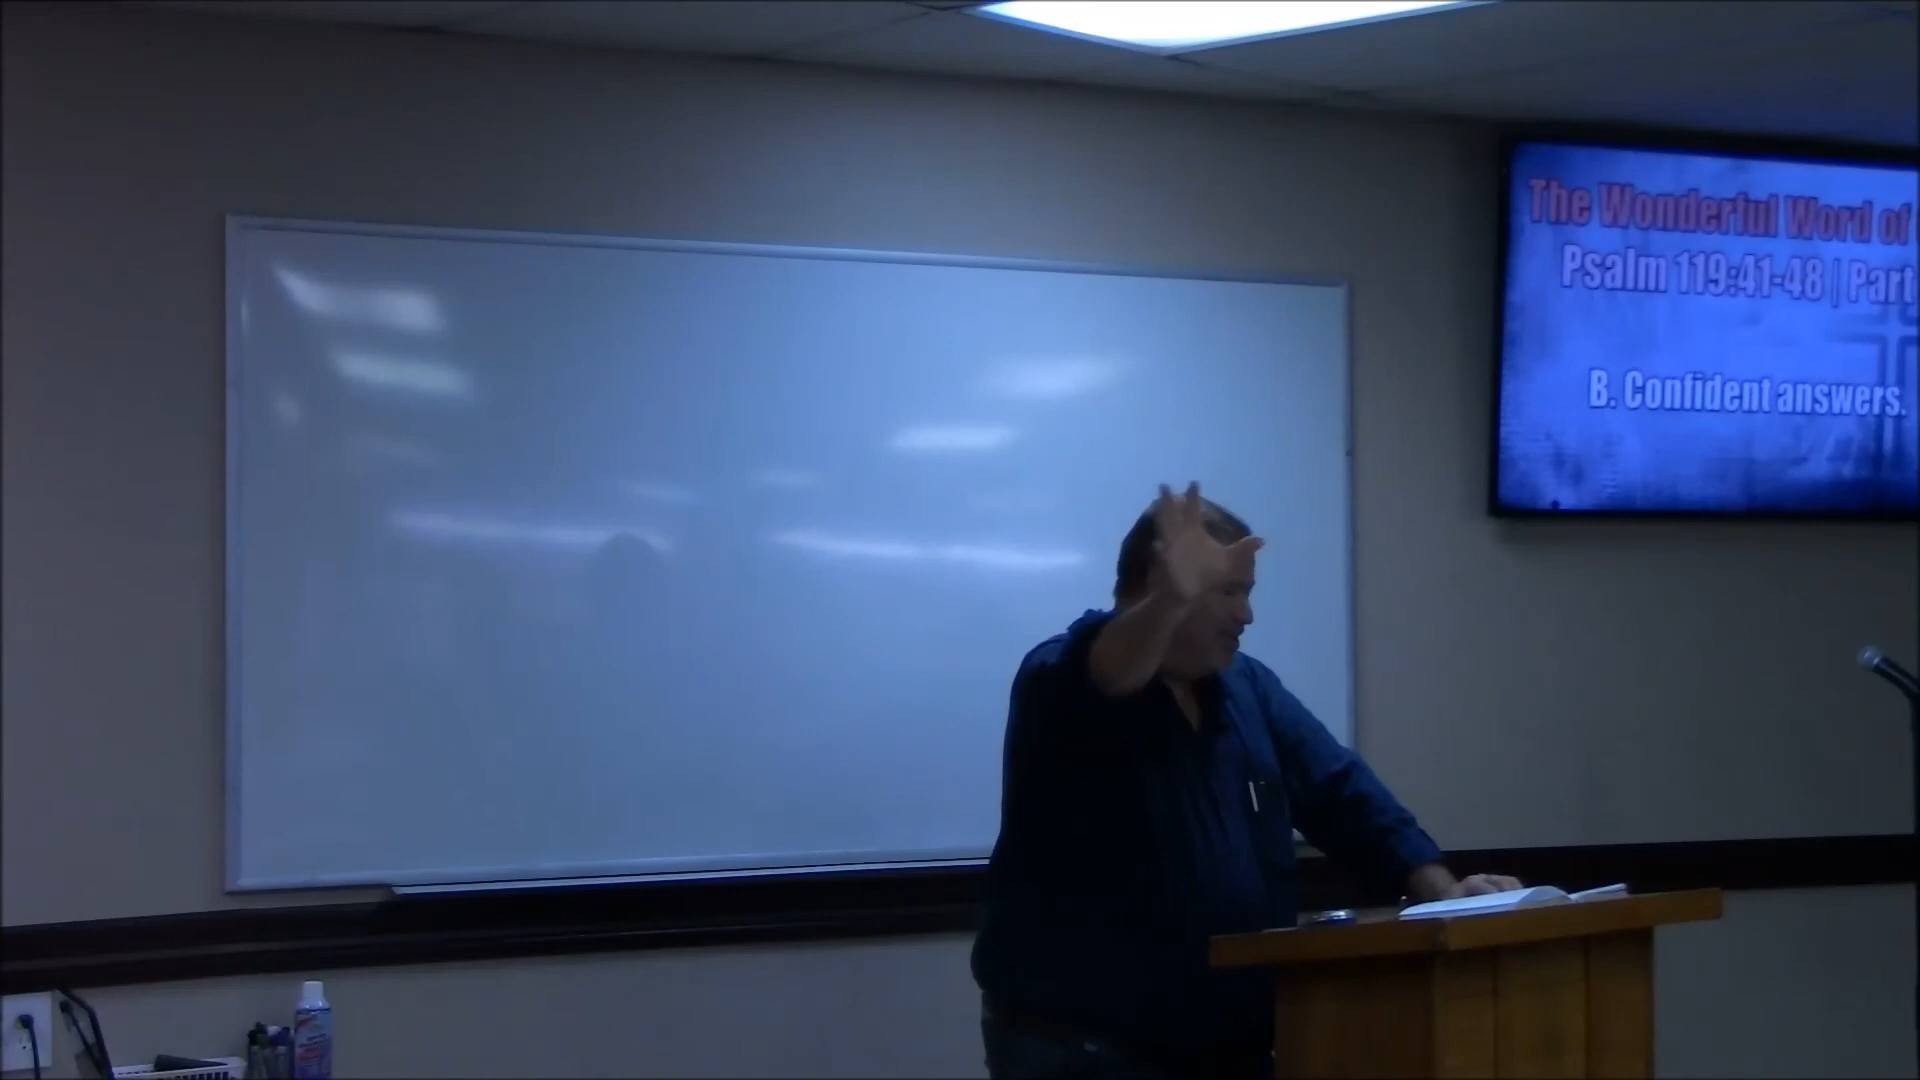 The Wonderful Word of
Psalm 119:41-48 | Part
B. Confident answers.